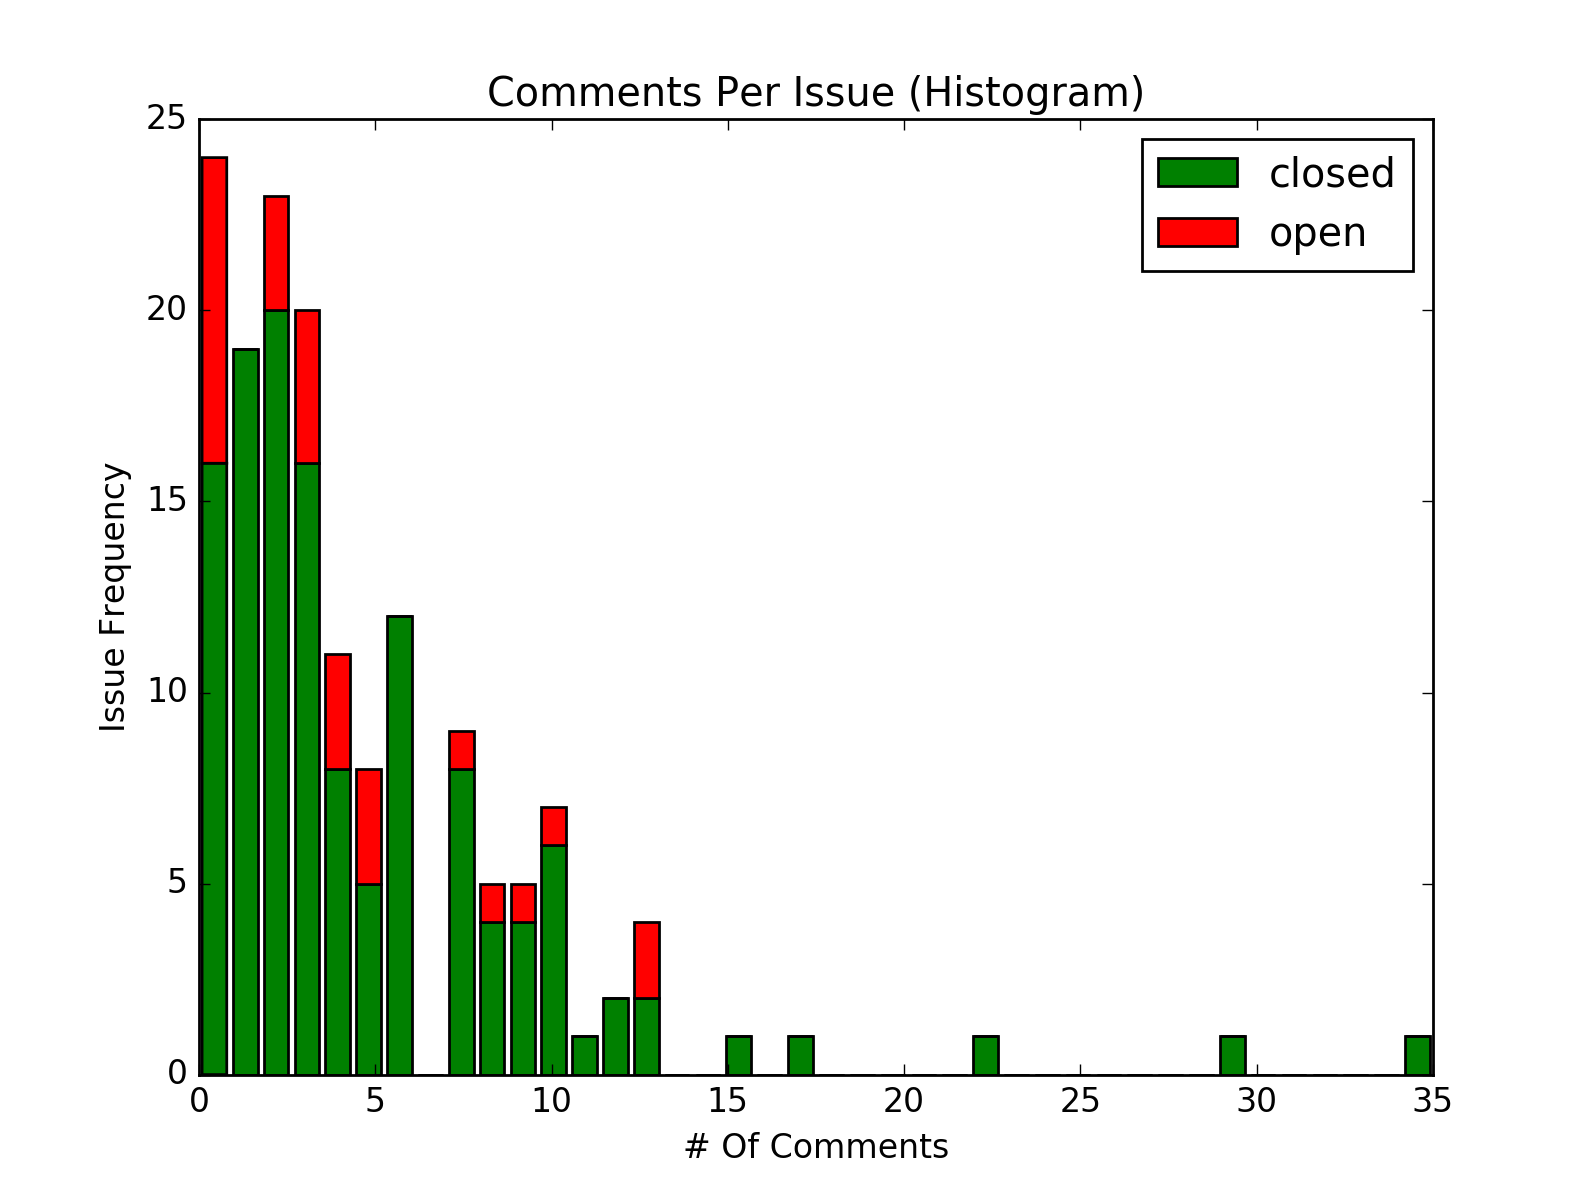 Comments Per Issue (Histogram)
closed
open
Issue Frequency
25
20
15
10
5
0
0 5 10 15 20 25 30 35
# Of Comments